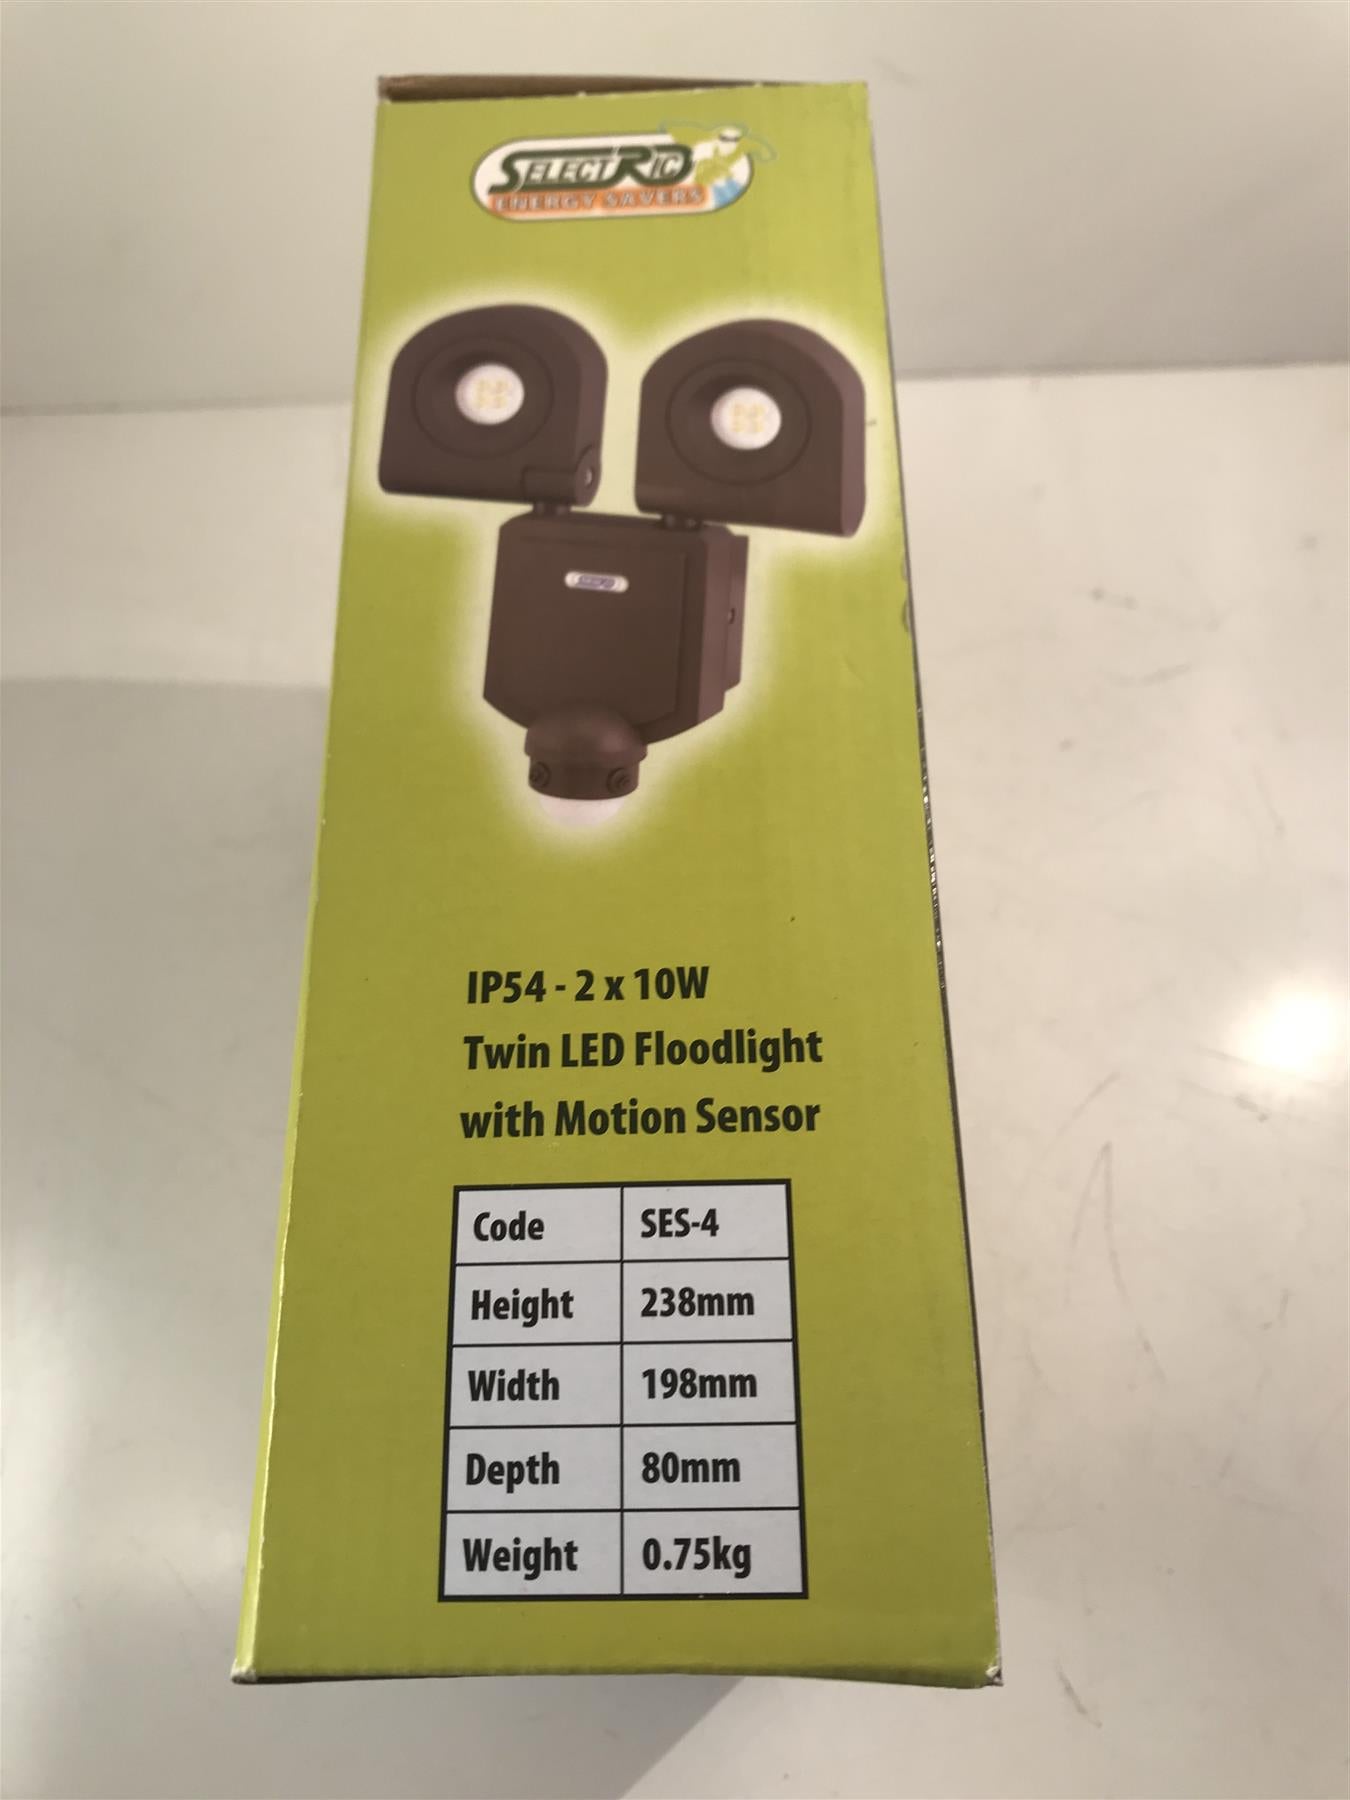 SELECTRIC
ENERGY SAVERS
IP54 - 2 x 10W
Twin LED Floodlight
with Motion Sensor
Code SES-4
Height 238mm
Width 198mm
Depth 80mm
Weight 0.75kg